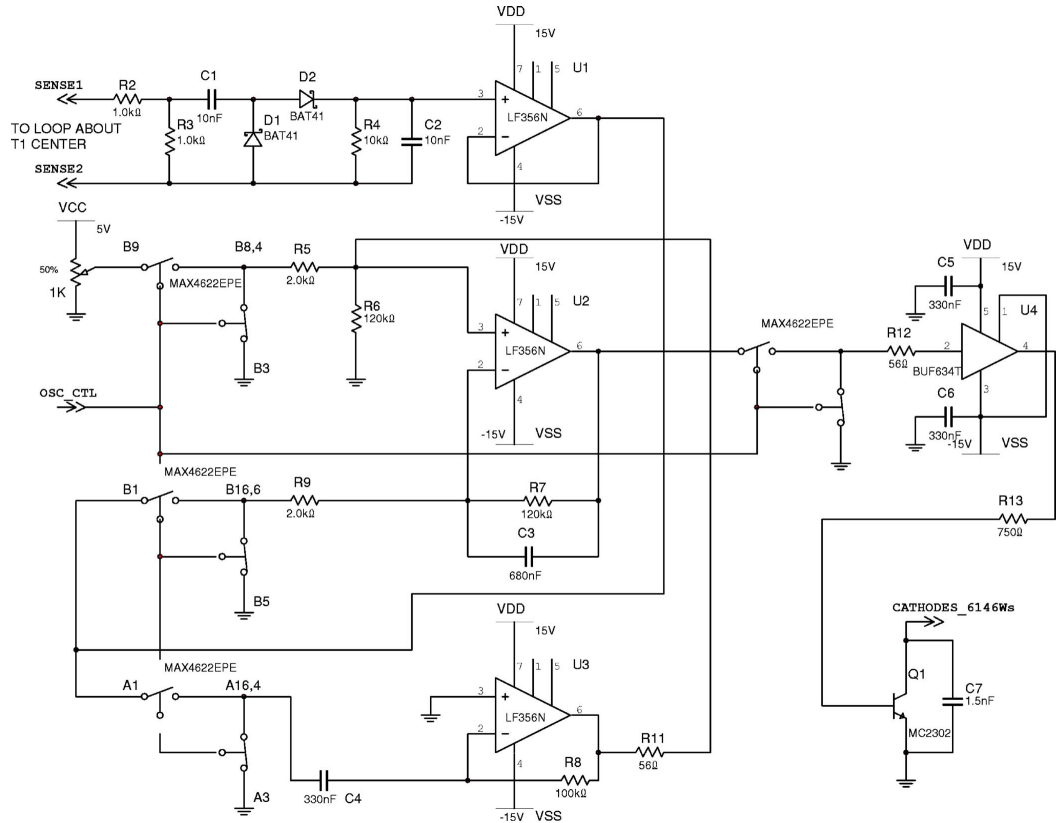 VDD
15V
7
1
5
U1
SENSE1
R2
1.0kΩ
C1
10nF
D2
BAT41
3
+
LF356N
6
TO LOOP ABOUT
T1 CENTER
R3
1.0kΩ
D1
BAT41
R4
10kΩ
C2
10nF
2
−
4
SENSE2
VSS
-15V
VCC
5V
50%
1K
B9
B8,4
MAX4622EPE
R5
2.0kΩ
R6
120kΩ
B3
VDD
15V
7
1
5
U2
3
+
LF356N
6
2
−
4
-15V
VSS
OSC_CTL
MAX4622EPE
R12
56Ω
C5
330nF
VDD
15V
5
1
U4
2
4
BUF634T
3
C6
330nF
-15V
VSS
MAX4622EPE
B1
B16,6
R9
2.0kΩ
R7
120kΩ
C3
680nF
B5
R13
750Ω
VDD
15V
7
1
5
U3
3
+
LF356N
6
2
−
4
-15V
VSS
MAX4622EPE
A1
A16,4
A3
330nF
C4
R8
100kΩ
R11
56Ω
CATHODES_6146Ws
Q1
MC2302
C7
1.5nF